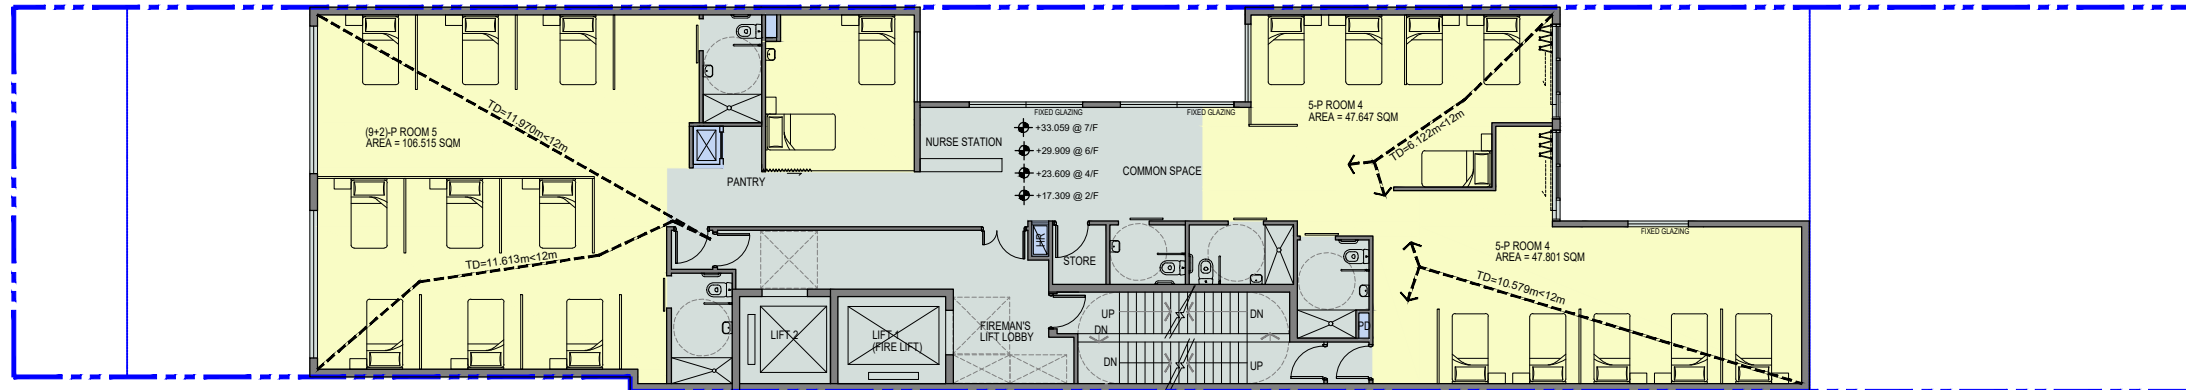 TD=11.970m<12m
(9+2)-P ROOM 5
AREA = 106.515 SQM
TD=11.613m<12m
PANTRY
NURSE STATION
FIXED GLAZING
+33.059 @ 7/F
+29.909 @ 6/F
+23.609 @ 4/F
+17.309 @ 2/F
COMMON SPACE
FIXED GLAZING
5-P ROOM 4
AREA = 47.647 SQM
TD=6.122m<12m
FIXED GLAZING
5-P ROOM 4
AREA = 47.801 SQM
TD=10.579m<12m
HR
STORE
LIFT 2
LIFT 1
(FIRE LIFT)
FIREMAN'S
LIFT LOBBY
UP
DN
DN
DN
UP
PD